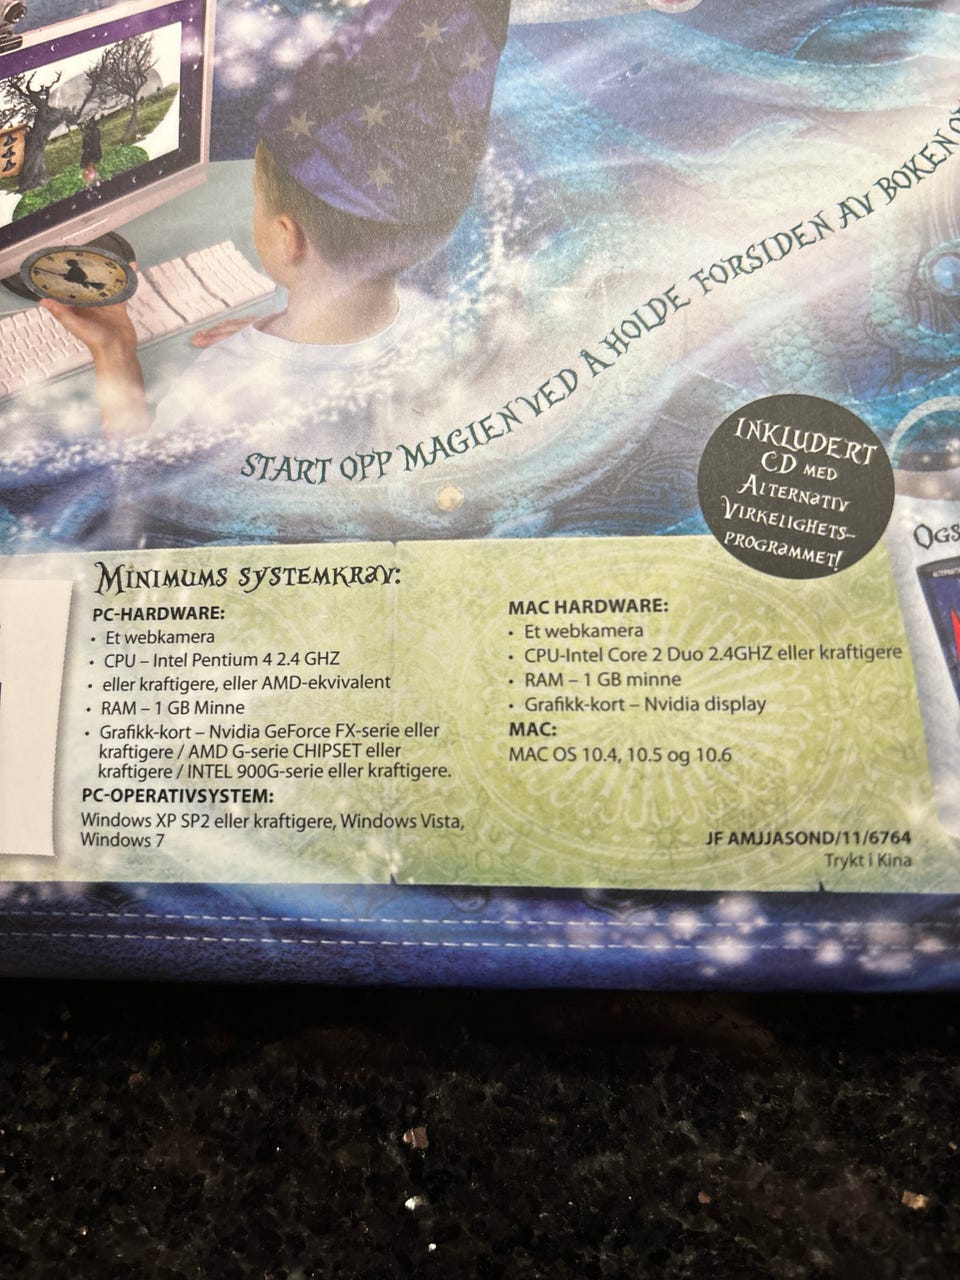 START OPP MAGIEN VED Å HOLDE FORSIDEN AV BOKEN
INKLUDERT
CD MED
ALTERNATIV
VIRKELIGHETS-
PROGRAMMET!
MINIMUMS SYSTEMKRAV:
PC-HARDWARE:
• Et webkamera
• CPU – Intel Pentium 4 2.4 GHZ
• eller kraftigere, eller AMD-ekvivalent
• RAM – 1 GB Minne
• Grafikk-kort – Nvidia GeForce FX-serie eller
kraftigere / AMD G-serie CHIPSET eller
kraftigere / INTEL 900G-serie eller kraftigere.
PC-OPERATIVSYSTEM:
Windows XP SP2 eller kraftigere, Windows Vista,
Windows 7
MAC HARDWARE:
• Et webkamera
• CPU-Intel Core 2 Duo 2.4GHZ eller kraftigere
• RAM – 1 GB minne
• Grafikk-kort – Nvidia display
MAC:
MAC OS 10.4, 10.5 og 10.6
JF AMJJASOND/11/6764
Trykt i Kina